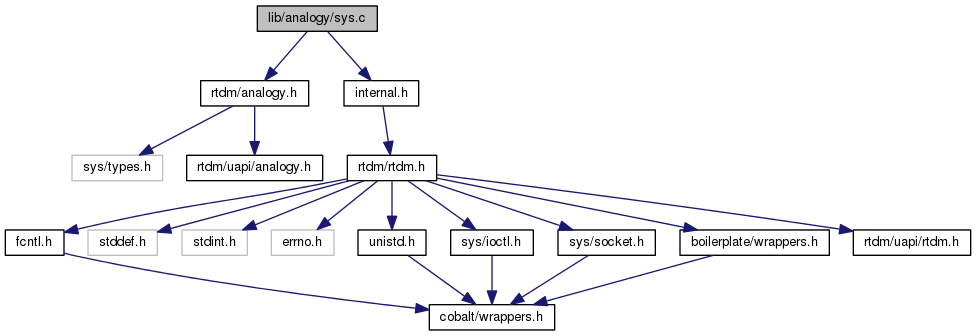 lib/analogy/sys.c
rtdm/analogy.h
internal.h
sys/types.h
rtdm/uapi/analogy.h
rtdm/rtdm.h
fcntl.h
stddef.h
stdint.h
errno.h
unistd.h
sys/ioctl.h
sys/socket.h
boilerplate/wrappers.h
rtdm/uapi/rtdm.h
cobalt/wrappers.h